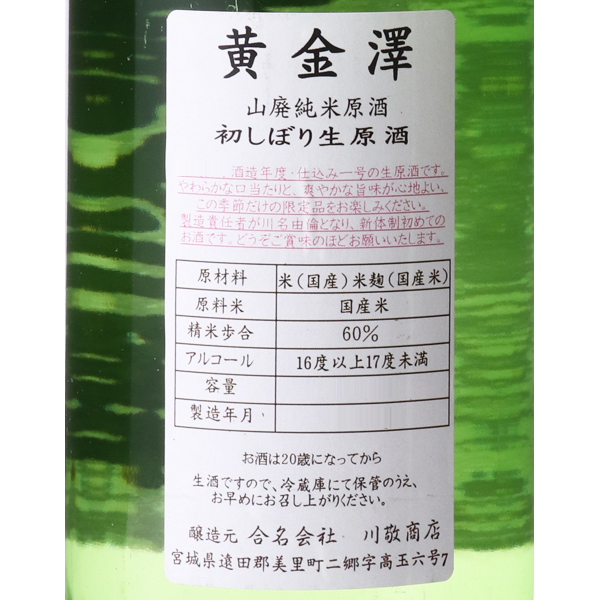 黄金澤
山廃純米原酒
初しぼり生原酒
酒造年度・仕込み一号の生原酒です。
やわらかな口当たりと、爽やかな旨味が心地よい、
この季節だけの限定品をお楽しみください。
製造責任者が川名由倫となり、新体制初めての
お酒です。どうぞご賞味のほどお願いいたします。
原材料 米(国産)、米麹(国産米)
原料米 国産米
精米歩合 60%
アルコール 16度以上17度未満
容量
製造年月
お酒は20歳になってから
生酒ですので、冷蔵庫にて保管のうえ、
お早めにお召し上がりください。
醸造元 合名会社 川敬商店
宮城県遠田郡美里町二郷字高玉六号7